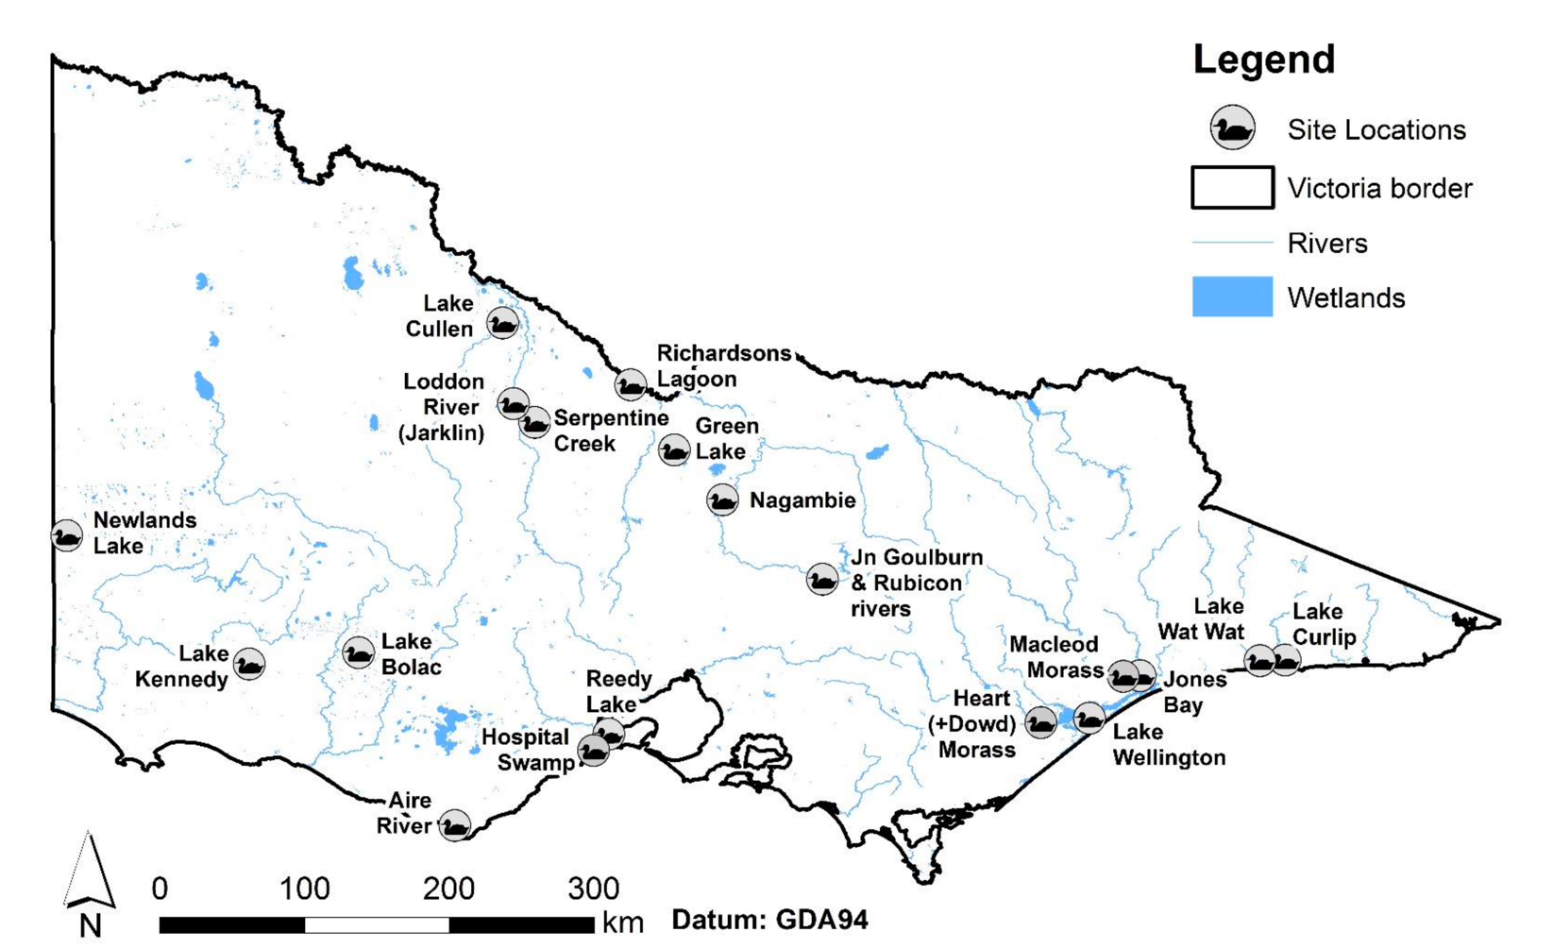 Legend
Site Locations
Victoria border
Rivers
Wetlands
Lake
Cullen
Richardsons
Lagoon
Loddon
River
(Jarklin)
Serpentine
Creek
Green
Lake
Nagambie
Newlands
Lake
Jn Goulburn
& Rubicon
rivers
Lake
Wat Wat
Lake
Curlip
Macleod
Morass
Jones
Bay
Lake
Kennedy
Lake
Bolac
Reedy
Lake
Heart
(+Dowd)
Morass
Hospital
Swamp
Lake
Wellington
Aire
River
N
0 100 200 300
km
Datum: GDA94